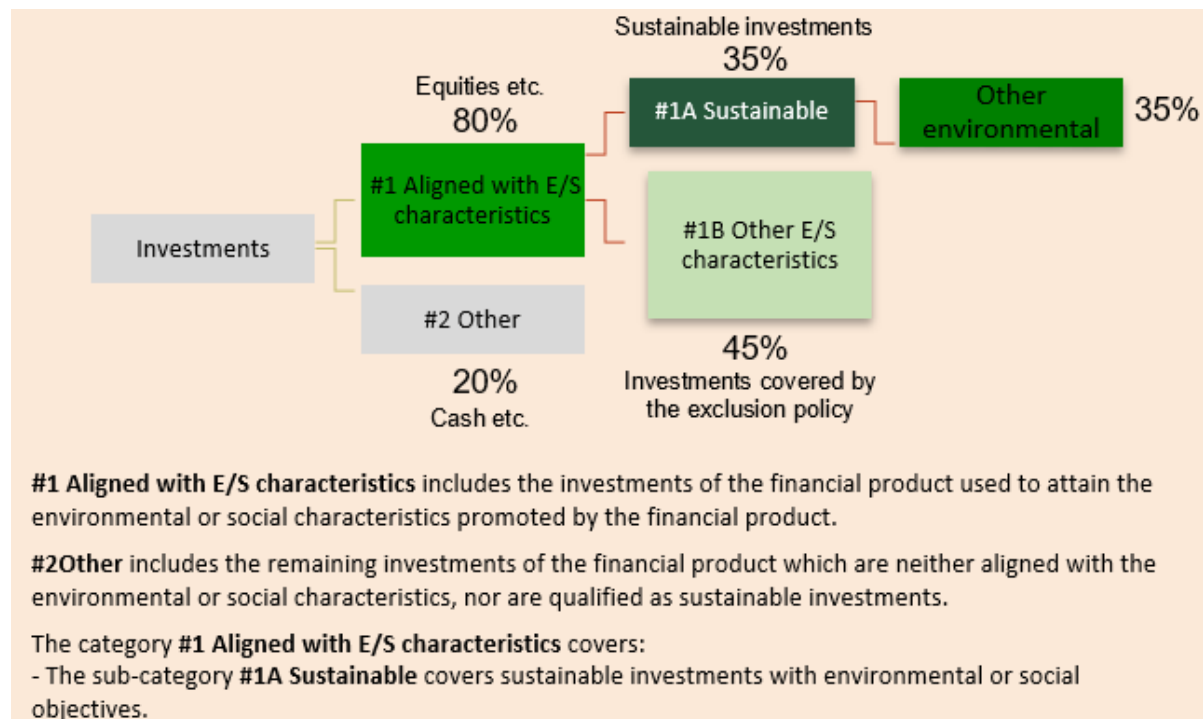 Sustainable investments
35%
Equities etc.
80%
#1A Sustainable
Other
environmental
35%
#1 Aligned with E/S
characteristics
Investments
#1B Other E/S
characteristics
#2 Other
20%
Cash etc.
45%
Investments covered by
the exclusion policy
#1 Aligned with E/S characteristics includes the investments of the financial product used to attain the
environmental or social characteristics promoted by the financial product.
#2Other includes the remaining investments of the financial product which are neither aligned with the
environmental or social characteristics, nor are qualified as sustainable investments.
The category #1 Aligned with E/S characteristics covers:
- The sub-category #1A Sustainable covers sustainable investments with environmental or social
objectives.